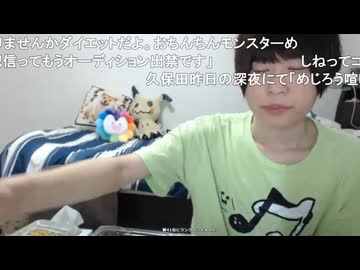 りませんかダイエットだよ。おちんちんモンスターめ
信ってもうオーディション出禁です」
しねってコ
久保田昨日の深夜にて「めじろう喧